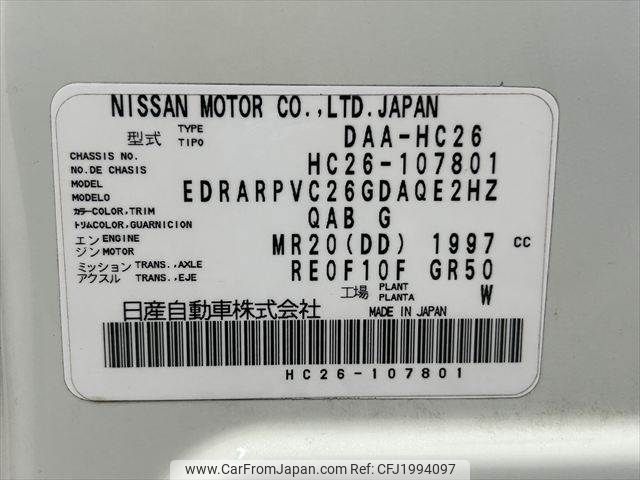 NISSAN MOTOR CO.,LTD.JAPAN
型式 TYPE TIPO DAA-HC26
CHASSIS NO. NO.DE CHASIS HC26-107801
MODEL MODELO EDRARPVC26GDAQE2HZ
カラーCOLOR,TRIM トリムCOLOR,GUARNICION QAB G
エンジン ENGINE MOTOR MR20(DD) 1997 CC
ミッション TRANS.,AXLE アクスル TRANS.,EJE RE0F10F GR50
工場 PLANT PLANTA W
日産自動車株式会社 MADE IN JAPAN
HC26-107801
www.CarFromJapan.com - CFJ1994097